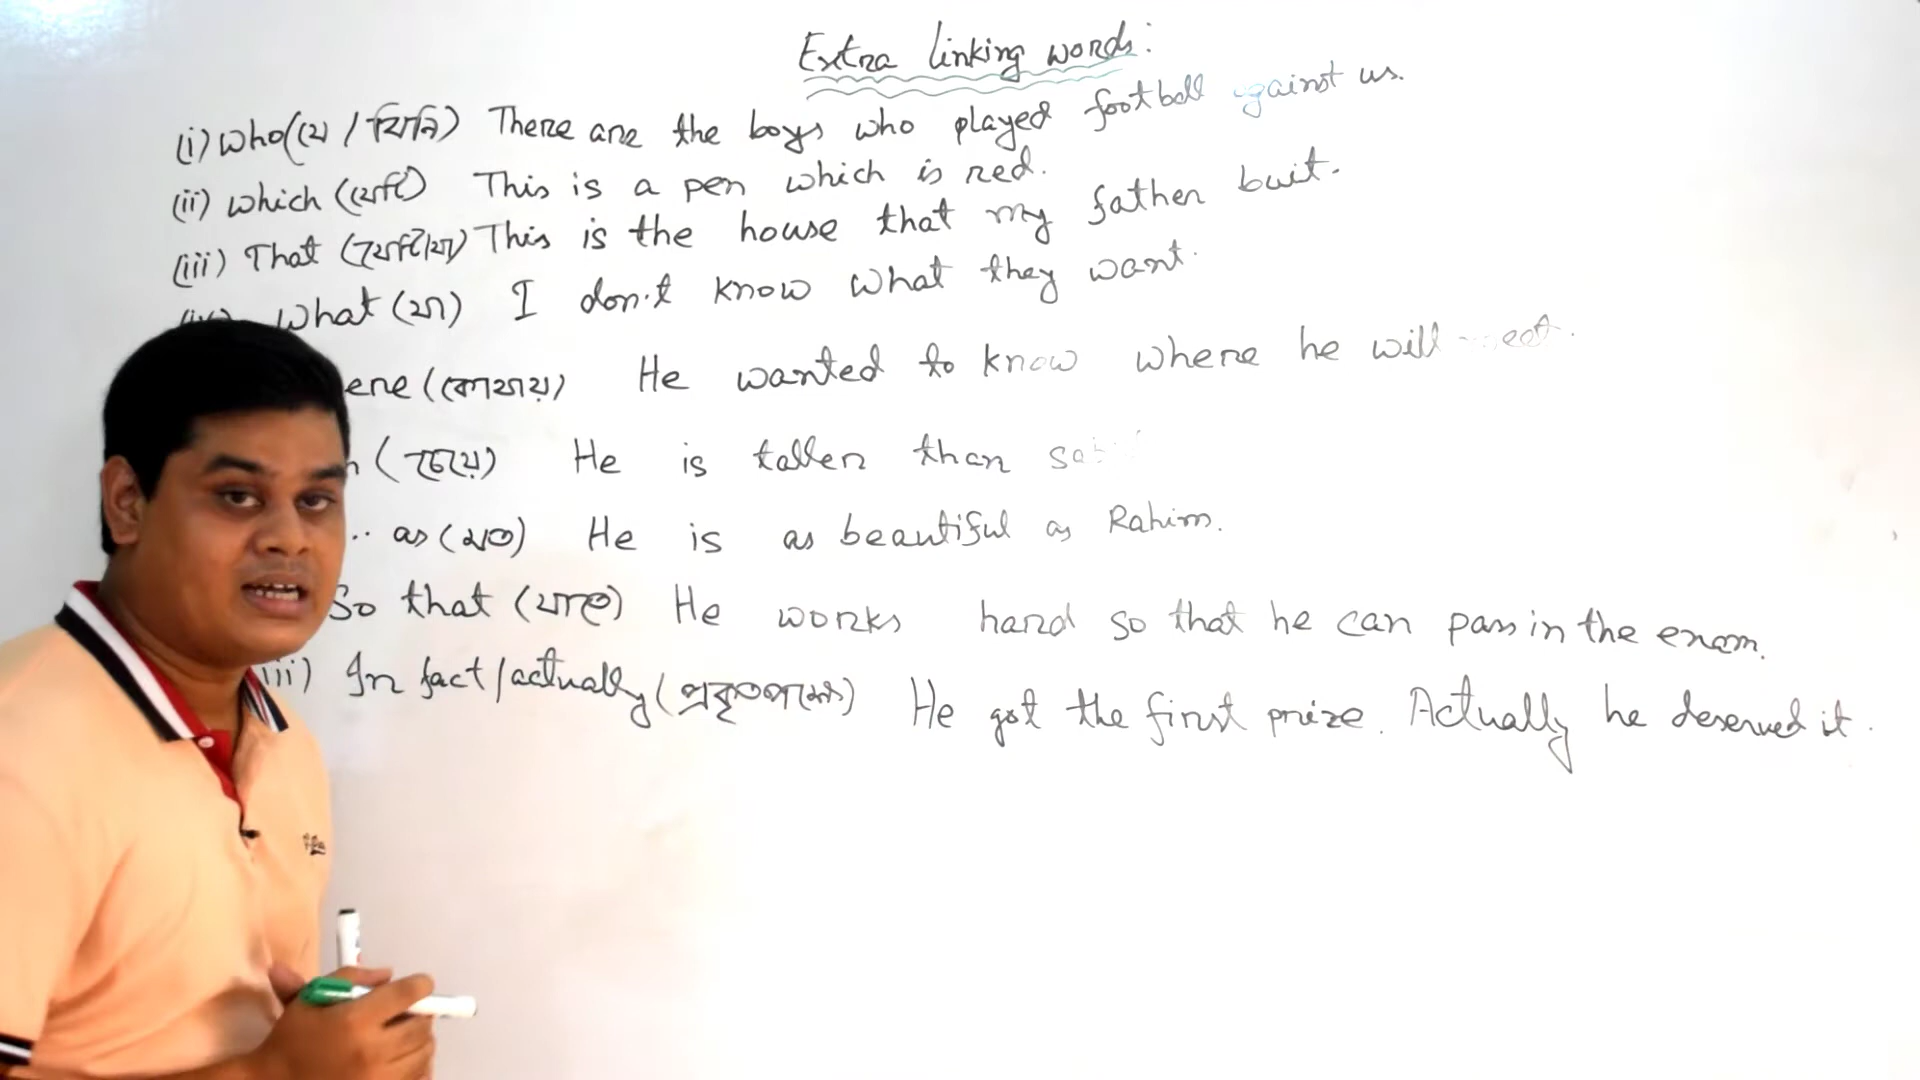 Extra linking words:
(i) who (যে / যিনি) There are the boys who played football against us.
(ii) which (যেটি) This is a pen which is red.
(iii) That (যেটি/যা) This is the house that my father buit.
What (যা) I don't know what they want.
ere (কোথায়) He wanted to know where he will
n (চেয়ে) He is taller than
.. as (মত) He is as beautiful as Rahim.
So that (যাতে) He works hard so that he can pass in the exam.
iii) In fact / actually (প্রকৃতপক্ষে) He got the first prize. Actually he deserved it.